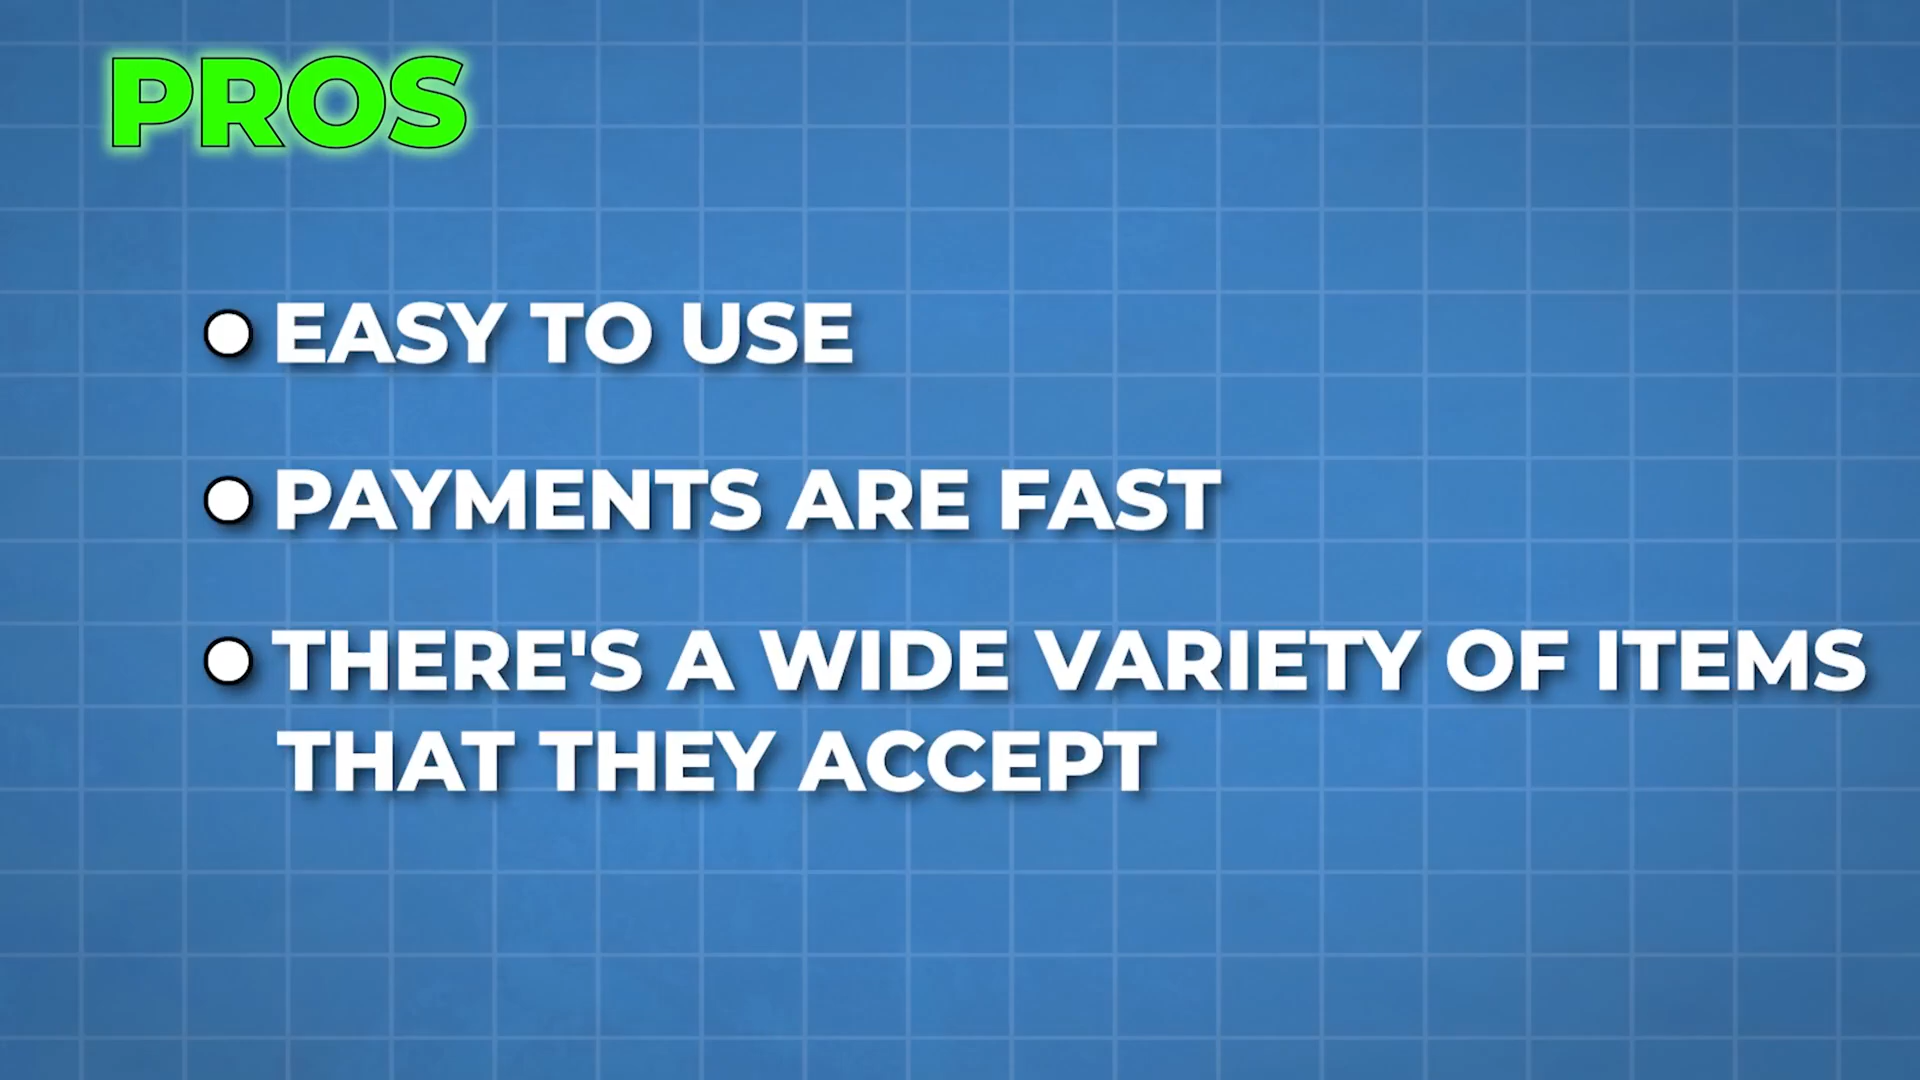 PROS
EASY TO USE
PAYMENTS ARE FAST
THERE'S A WIDE VARIETY OF ITEMS
THAT THEY ACCEPT